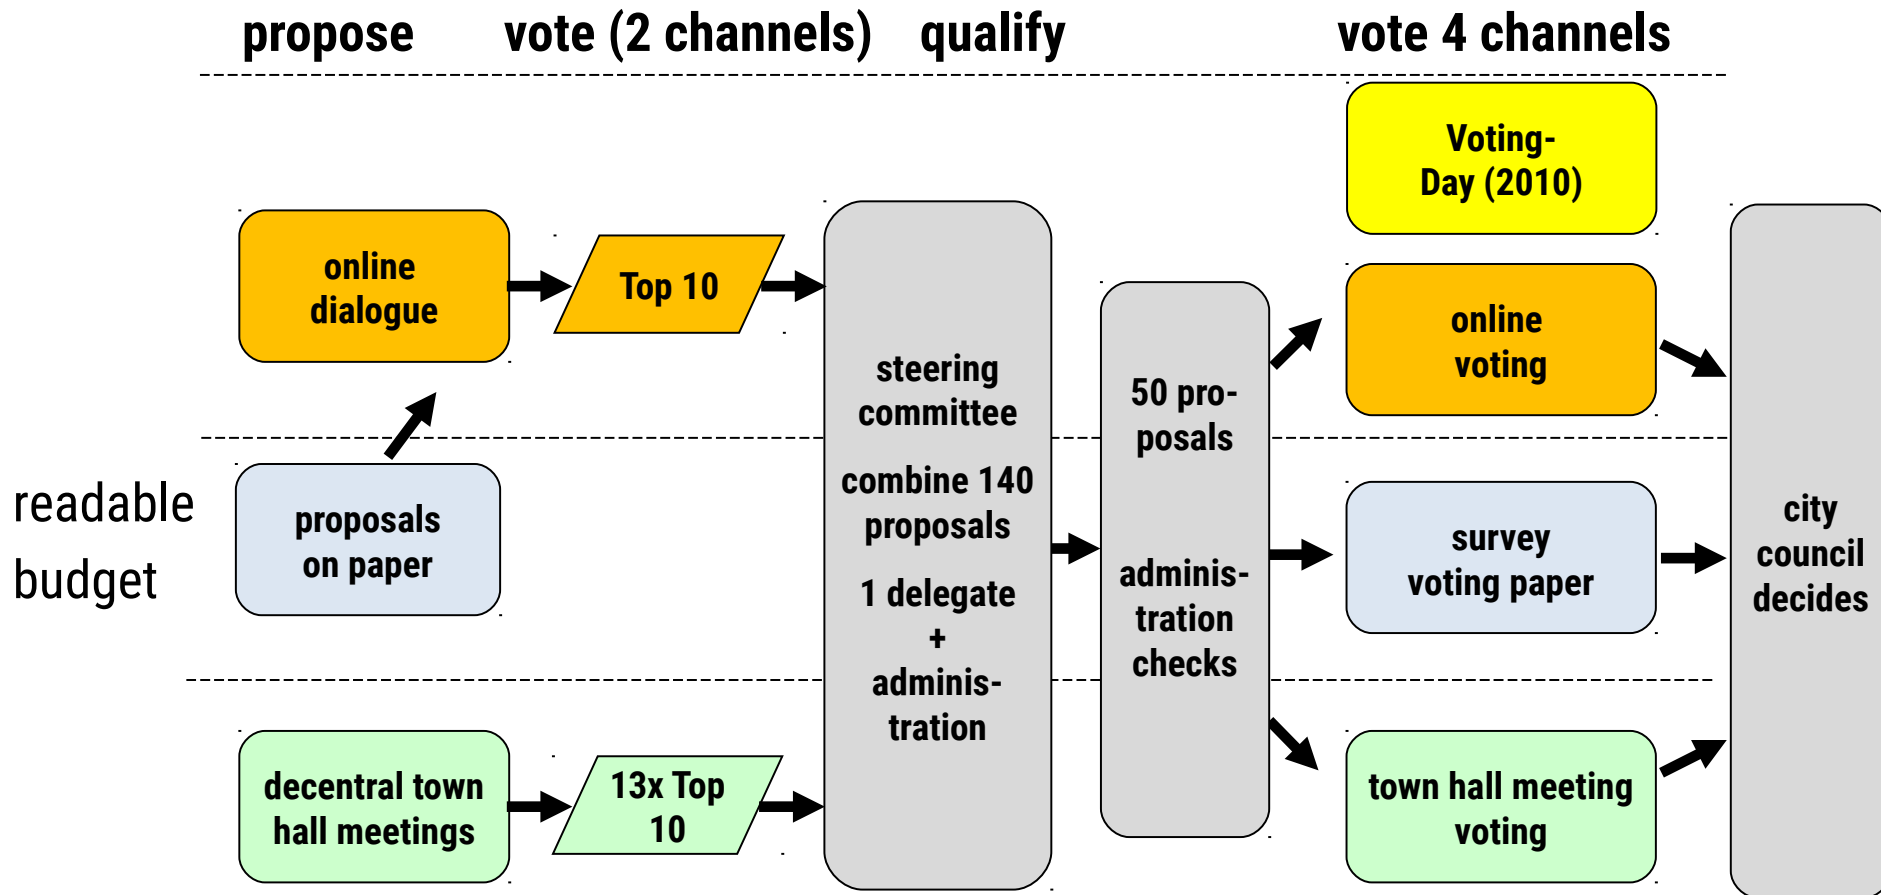 propose vote (2 channels) qualify vote 4 channels
Voting-
Day (2010)
online
dialogue
Top 10
online
voting
steering
committee
combine 140
proposals
1 delegate
+
adminis-
tration
50 pro-
posals
adminis-
tration
checks
readable
budget
proposals
on paper
survey
voting paper
city
council
decides
decentral town
hall meetings
13x Top
10
town hall meeting
voting